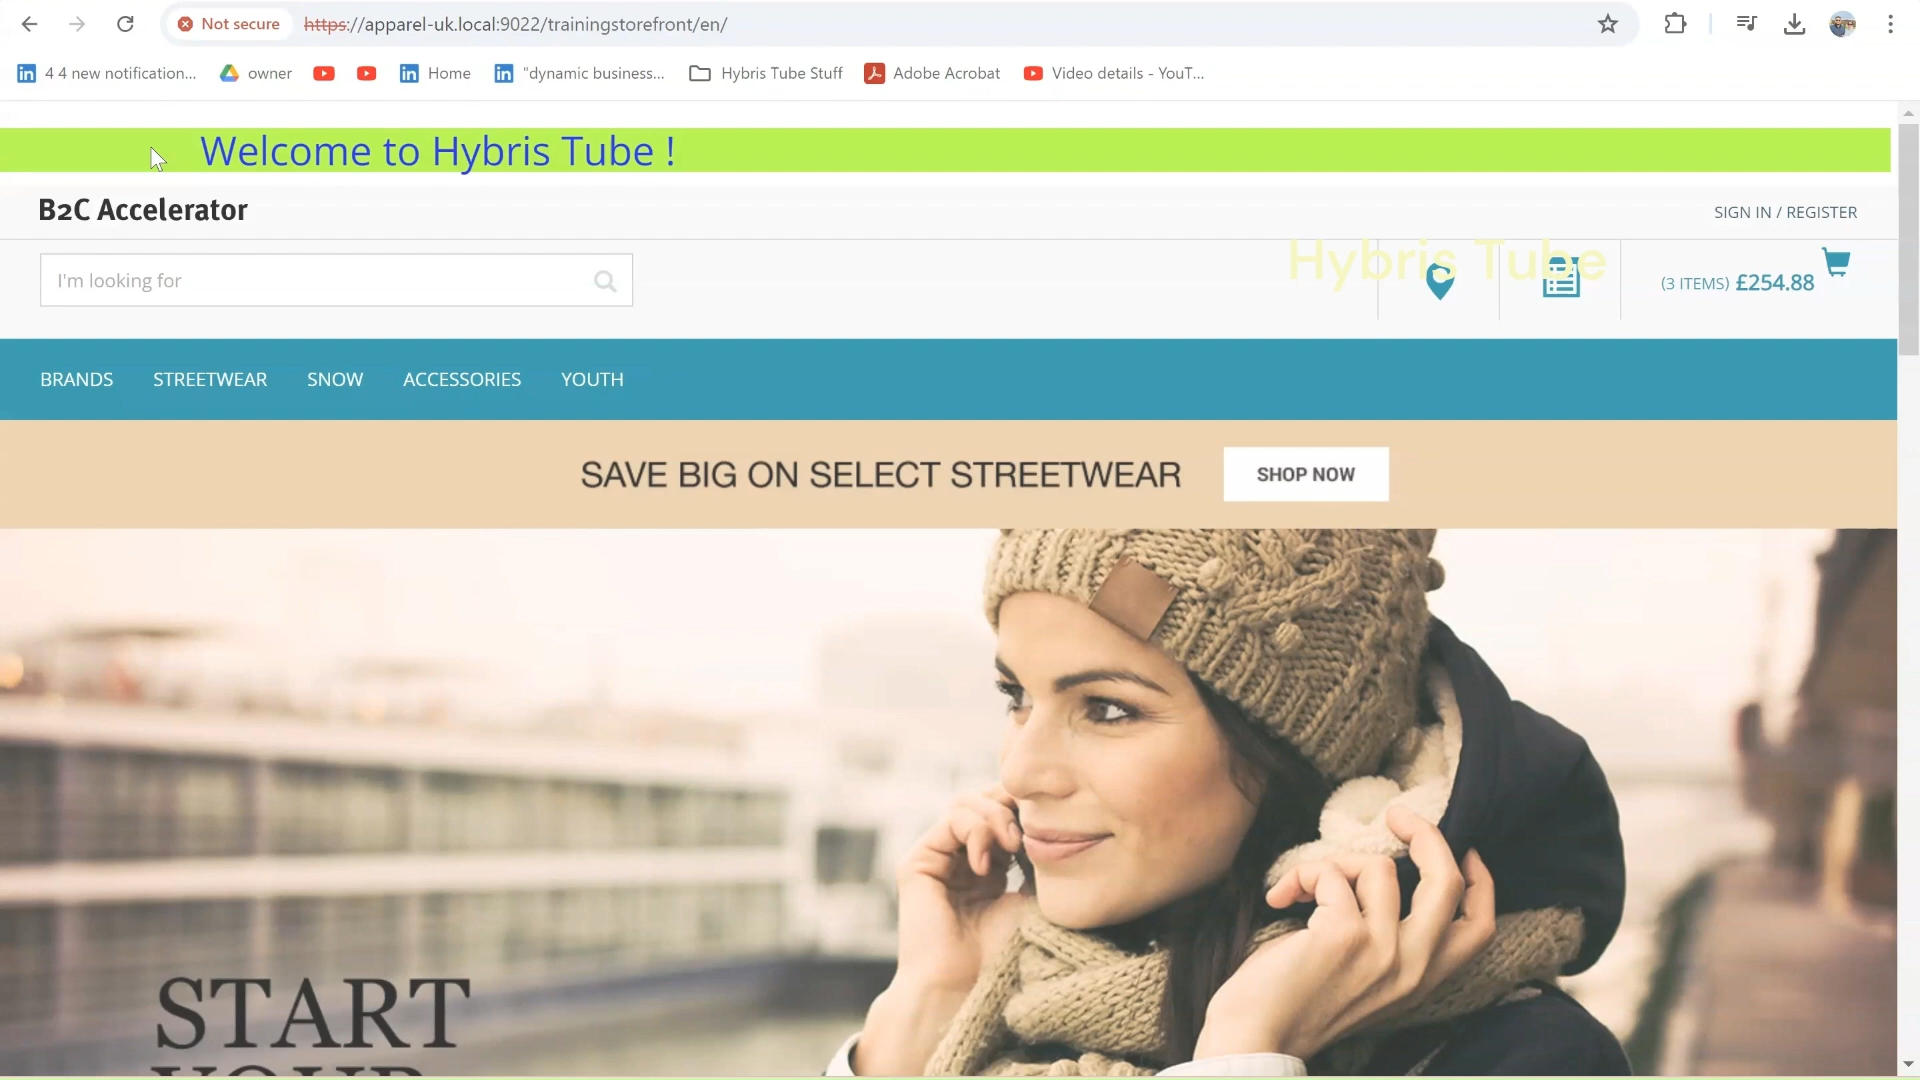 Not secure
https://apparel-uk.local:9022/trainingstorefront/en/
4 4 new notification...
owner
Home
"dynamic business...
Hybris Tube Stuff
Adobe Acrobat
Video details - YouT...
Welcome to Hybris Tube !
B2C Accelerator
SIGN IN / REGISTER
Hybris Tube
I'm looking for
(3 ITEMS) £254.88
BRANDS
STREETWEAR
SNOW
ACCESSORIES
YOUTH
SAVE BIG ON SELECT STREETWEAR
SHOP NOW
START
YOUR